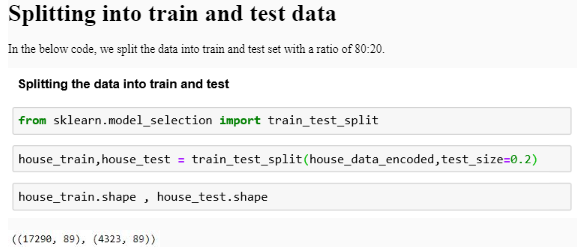 Splitting into train and test data
In the below code, we split the data into train and test set with a ratio of 80:20.
Splitting the data into train and test
from sklearn.model_selection import train_test_split
house_train,house_test = train_test_split(house_data_encoded,test_size=0.2)
house_train.shape , house_test.shape
((17290, 89), (4323, 89))